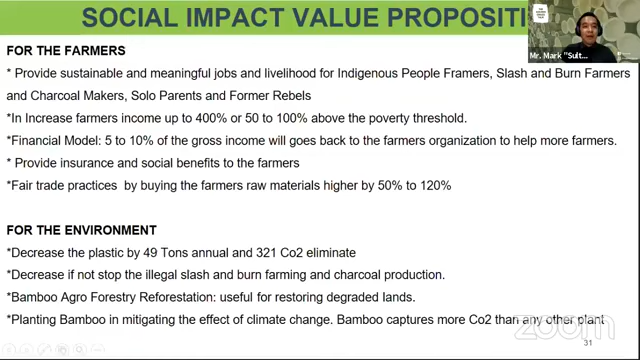 SOCIAL IMPACT VALUE PROPOSITI
Mr. Mark "Sult...
FOR THE FARMERS
* Provide sustainable and meaningful jobs and livelihood for Indigenous People Framers, Slash and Burn Farmers
and Charcoal Makers, Solo Parents and Former Rebels
*In Increase farmers income up to 400% or 50 to 100% above the poverty threshold.
*Financial Model: 5 to 10% of the gross income will goes back to the farmers organization to help more farmers.
* Provide insurance and social benefits to the farmers
*Fair trade practices by buying the farmers raw materials higher by 50% to 120%
FOR THE ENVIRONMENT
*Decrease the plastic by 49 Tons annual and 321 Co2 eliminate
*Decrease if not stop the illegal slash and burn farming and charcoal production.
*Bamboo Agro Forestry Reforestation: useful for restoring degraded lands.
*Planting Bamboo in mitigating the effect of climate change. Bamboo captures more Co2 than any other plant
zoom
31